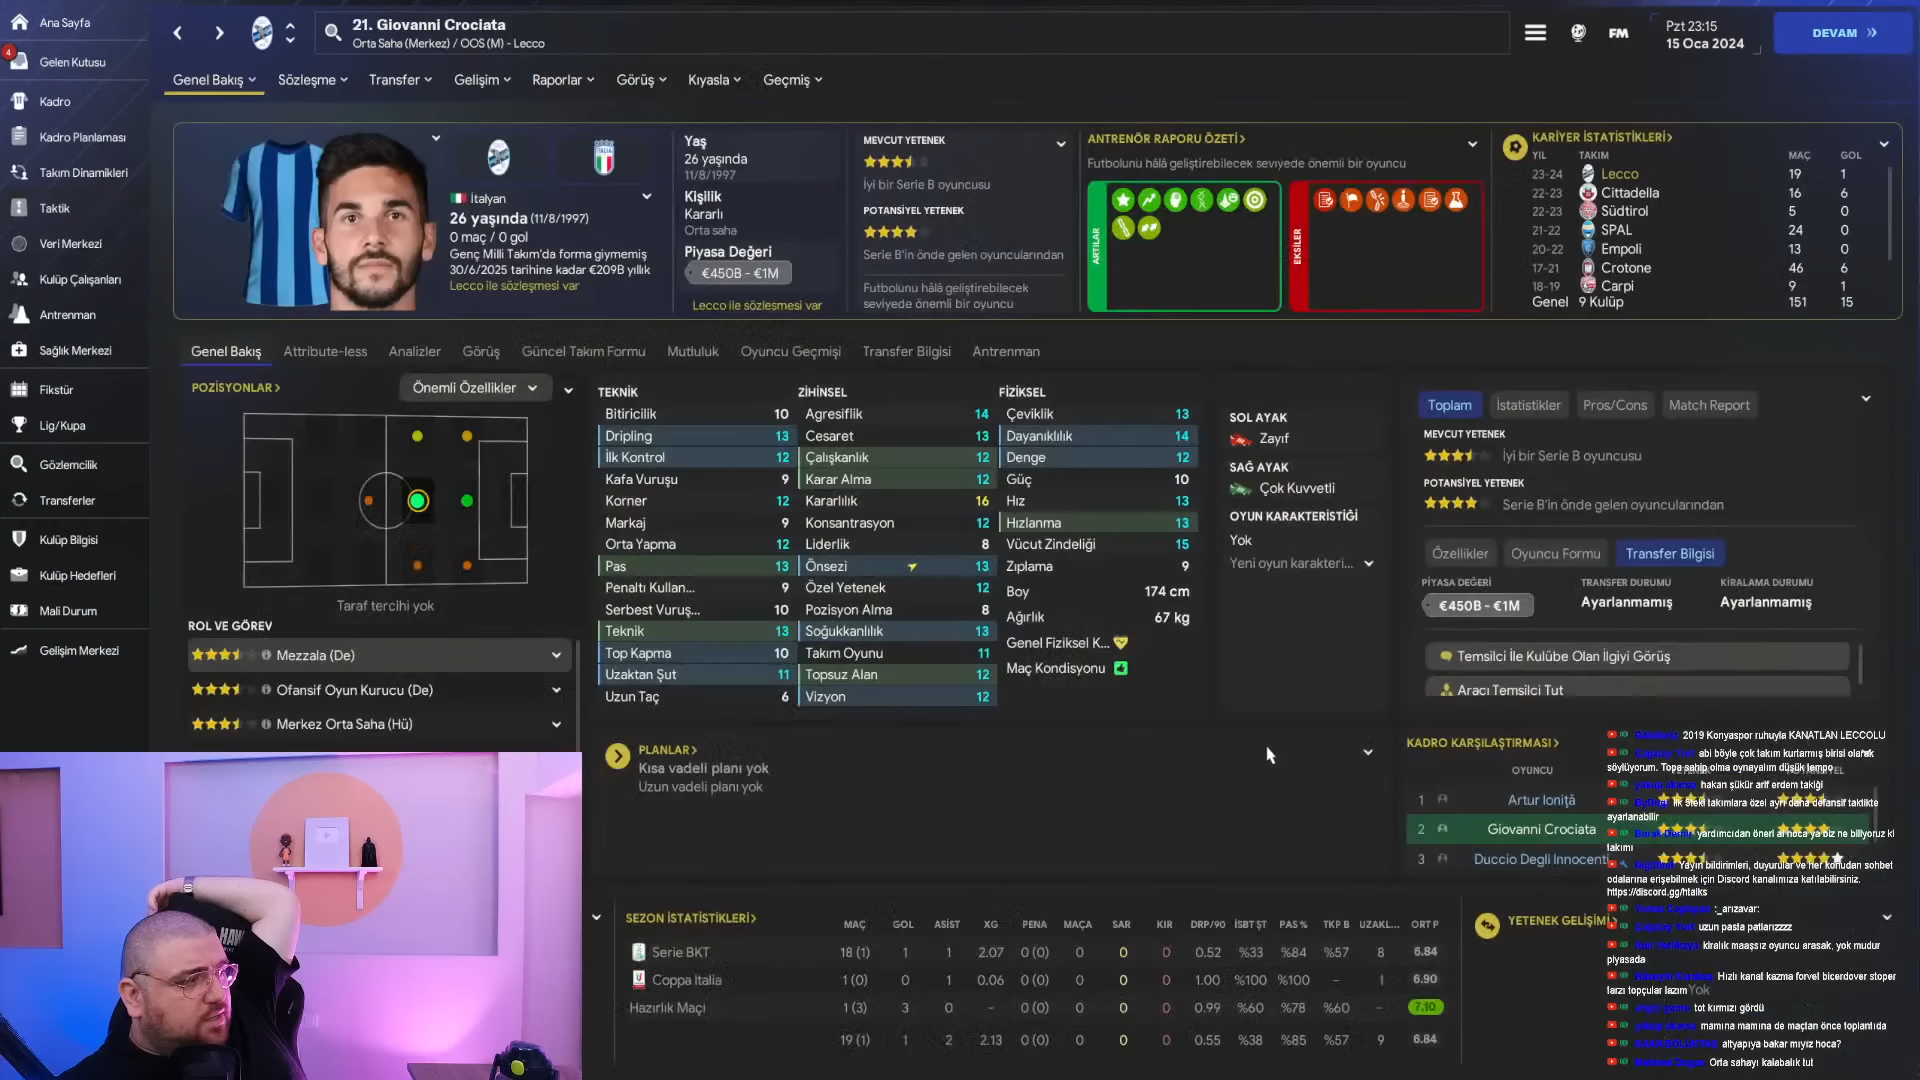 Ana Sayfa
4
Gelen Kutusu
Kadro
Kadro Planlaması
Takım Dinamikleri
Taktik
Veri Merkezi
Kulüp Çalışanları
Antrenman
Sağlık Merkezi
Fikstür
Lig/Kupa
Gözlemcilik
Transferler
Kulüp Bilgisi
Kulüp Hedefleri
Mali Durum
Gelişim Merkezi
21. Giovanni Crociata
Orta Saha (Merkez) / OOS (M) - Lecco
FM
Pzt 23:15
15 Oca 2024
DEVAM
Genel Bakış
Sözleşme
Transfer
Gelişim
Raporlar
Görüş
Kıyasla
Geçmiş
İtalyan
26 yaşında (11/8/1997)
0 maç / 0 gol
Genç Milli Takım'da forma giymemiş
30/6/2025 tarihine kadar €209B yıllık
Lecco ile sözleşmesi var
Yaş
26 yaşında
11/8/1997
Kişilik
Kararlı
Orta saha
Piyasa Değeri
€450B - €1M
Lecco ile sözleşmesi var
MEVCUT YETENEK
İyi bir Serie B oyuncusu
POTANSİYEL YETENEK
Serie B'in önde gelen oyuncularından
Futbolunu hâlâ geliştirebilecek
seviyede önemli bir oyuncu
ANTRENÖR RAPORU ÖZETİ
Futbolunu hâlâ geliştirebilecek seviyede önemli bir oyuncu
ARTILAR
EKSİLER
KARİYER İSTATİSTİKLERİ
YIL TAKIM MAÇ GOL
23-24 Lecco 19 1
22-23 Cittadella 16 6
22-23 Südtirol 5 0
21-22 SPAL 24 0
20-22 Empoli 13 0
17-21 Crotone 46 6
18-19 Carpi 9 1
Genel 9 Kulüp 151 15
Genel Bakış
Attribute-less
Analizler
Görüş
Güncel Takım Formu
Mutluluk
Oyuncu Geçmişi
Transfer Bilgisi
Antrenman
POZİSYONLAR
Önemli Özellikler
Taraf tercihi yok
ROL VE GÖREV
Mezzala (De)
Ofansif Oyun Kurucu (De)
Merkez Orta Saha (Hü)
TEKNİK
Bitiricilik 10
Dripling 13
İlk Kontrol 12
Kafa Vuruşu 9
Korner 12
Markaj 9
Orta Yapma 12
Pas 13
Penaltı Kullan... 9
Serbest Vuruş... 10
Teknik 13
Top Kapma 10
Uzaktan Şut 11
Uzun Taç 6
ZİHİNSEL
Agresiflik 14
Cesaret 13
Çalışkanlık 12
Karar Alma 12
Kararlılık 16
Konsantrasyon 12
Liderlik 8
Önsezi 13
Özel Yetenek 12
Pozisyon Alma 8
Soğukkanlılık 13
Takım Oyunu 11
Topsuz Alan 12
Vizyon 12
FİZİKSEL
Çeviklik 13
Dayanıklılık 14
Denge 12
Güç 10
Hız 13
Hızlanma 13
Vücut Zindeliği 15
Zıplama 9
Boy 174 cm
Ağırlık 67 kg
Genel Fiziksel K...
Maç Kondisyonu
SOL AYAK
Zayıf
SAĞ AYAK
Çok Kuvvetli
OYUN KARAKTERİSTİĞİ
Yok
Yeni oyun karakteri...
Toplam
İstatistikler
Pros/Cons
Match Report
MEVCUT YETENEK
İyi bir Serie B oyuncusu
POTANSİYEL YETENEK
Serie B'in önde gelen oyuncularından
Özellikler
Oyuncu Formu
Transfer Bilgisi
PİYASA DEĞERİ
€450B - €1M
TRANSFER DURUMU
Ayarlanmamış
KİRALAMA DURUMU
Ayarlanmamış
Temsilci İle Kulübe Olan İlgiyi Görüş
Aracı Temsilci Tut
PLANLAR
Kısa vadeli planı yok
Uzun vadeli planı yok
KADRO KARŞILAŞTIRMASI
OYUNCU
1 Artur Ioniţă
2 Giovanni Crociata
3 Duccio Degli Innocenti
SEZON İSTATİSTİKLERİ
MAÇ GOL ASİST XG PENA MAÇA SAR KIR DRP/90 İSBT ŞT PAS % TKP B UZAKL... ORT P
Serie BKT 18 (1) 1 1 2.07 0 (0) 0 0 0 0.52 %33 %84 %57 8 6.84
Coppa Italia 1 (0) 0 1 0.06 0 (0) 0 0 0 1.00 %100 %100 - 1 6.90
Hazırlık Maçı 1 (3) 3 0 - 0 (0) 0 0 0 0.99 %60 %78 %60 - 7.10
19 (1) 1 2 2.13 0 (0) 0 0 0 0.55 %38 %85 %57 9 6.84
YETENEK GELİŞİMİ
Yok
2019 Konyaspor ruhuyla KANATLAN LECCOLU
abi böyle çok takım kurtarmış birisi olarak
söylüyorum. Topa sahip olma oynayalım düşük tempo
hakan şükür arif erdem taktiği
ilk 5teki takımlara özel ayrı daha defansif taktikte
ayarlanabilir
yardımcıdan öneri al hoca ya biz ne biliyoruz ki
takımı
Yayın bildirimleri, duyurular ve her konudan sohbet
odalarına erişebilmek için Discord kanalımıza katılabilirsiniz.
https://discord.gg/htalks
:_arızavar:
uzun pasla patlarızzzz
kiralık maaşsız oyuncu arasak, yok mudur
piyasada
Hızlı kanat kazma forvet bicerdover stoper
tarzı topçular lazım
tot kırmızı gördü
mamına mamına de maçtan önce toplantıda
altyapıya bakar mıyız hoca?
Orta sahayı kalabalık tut